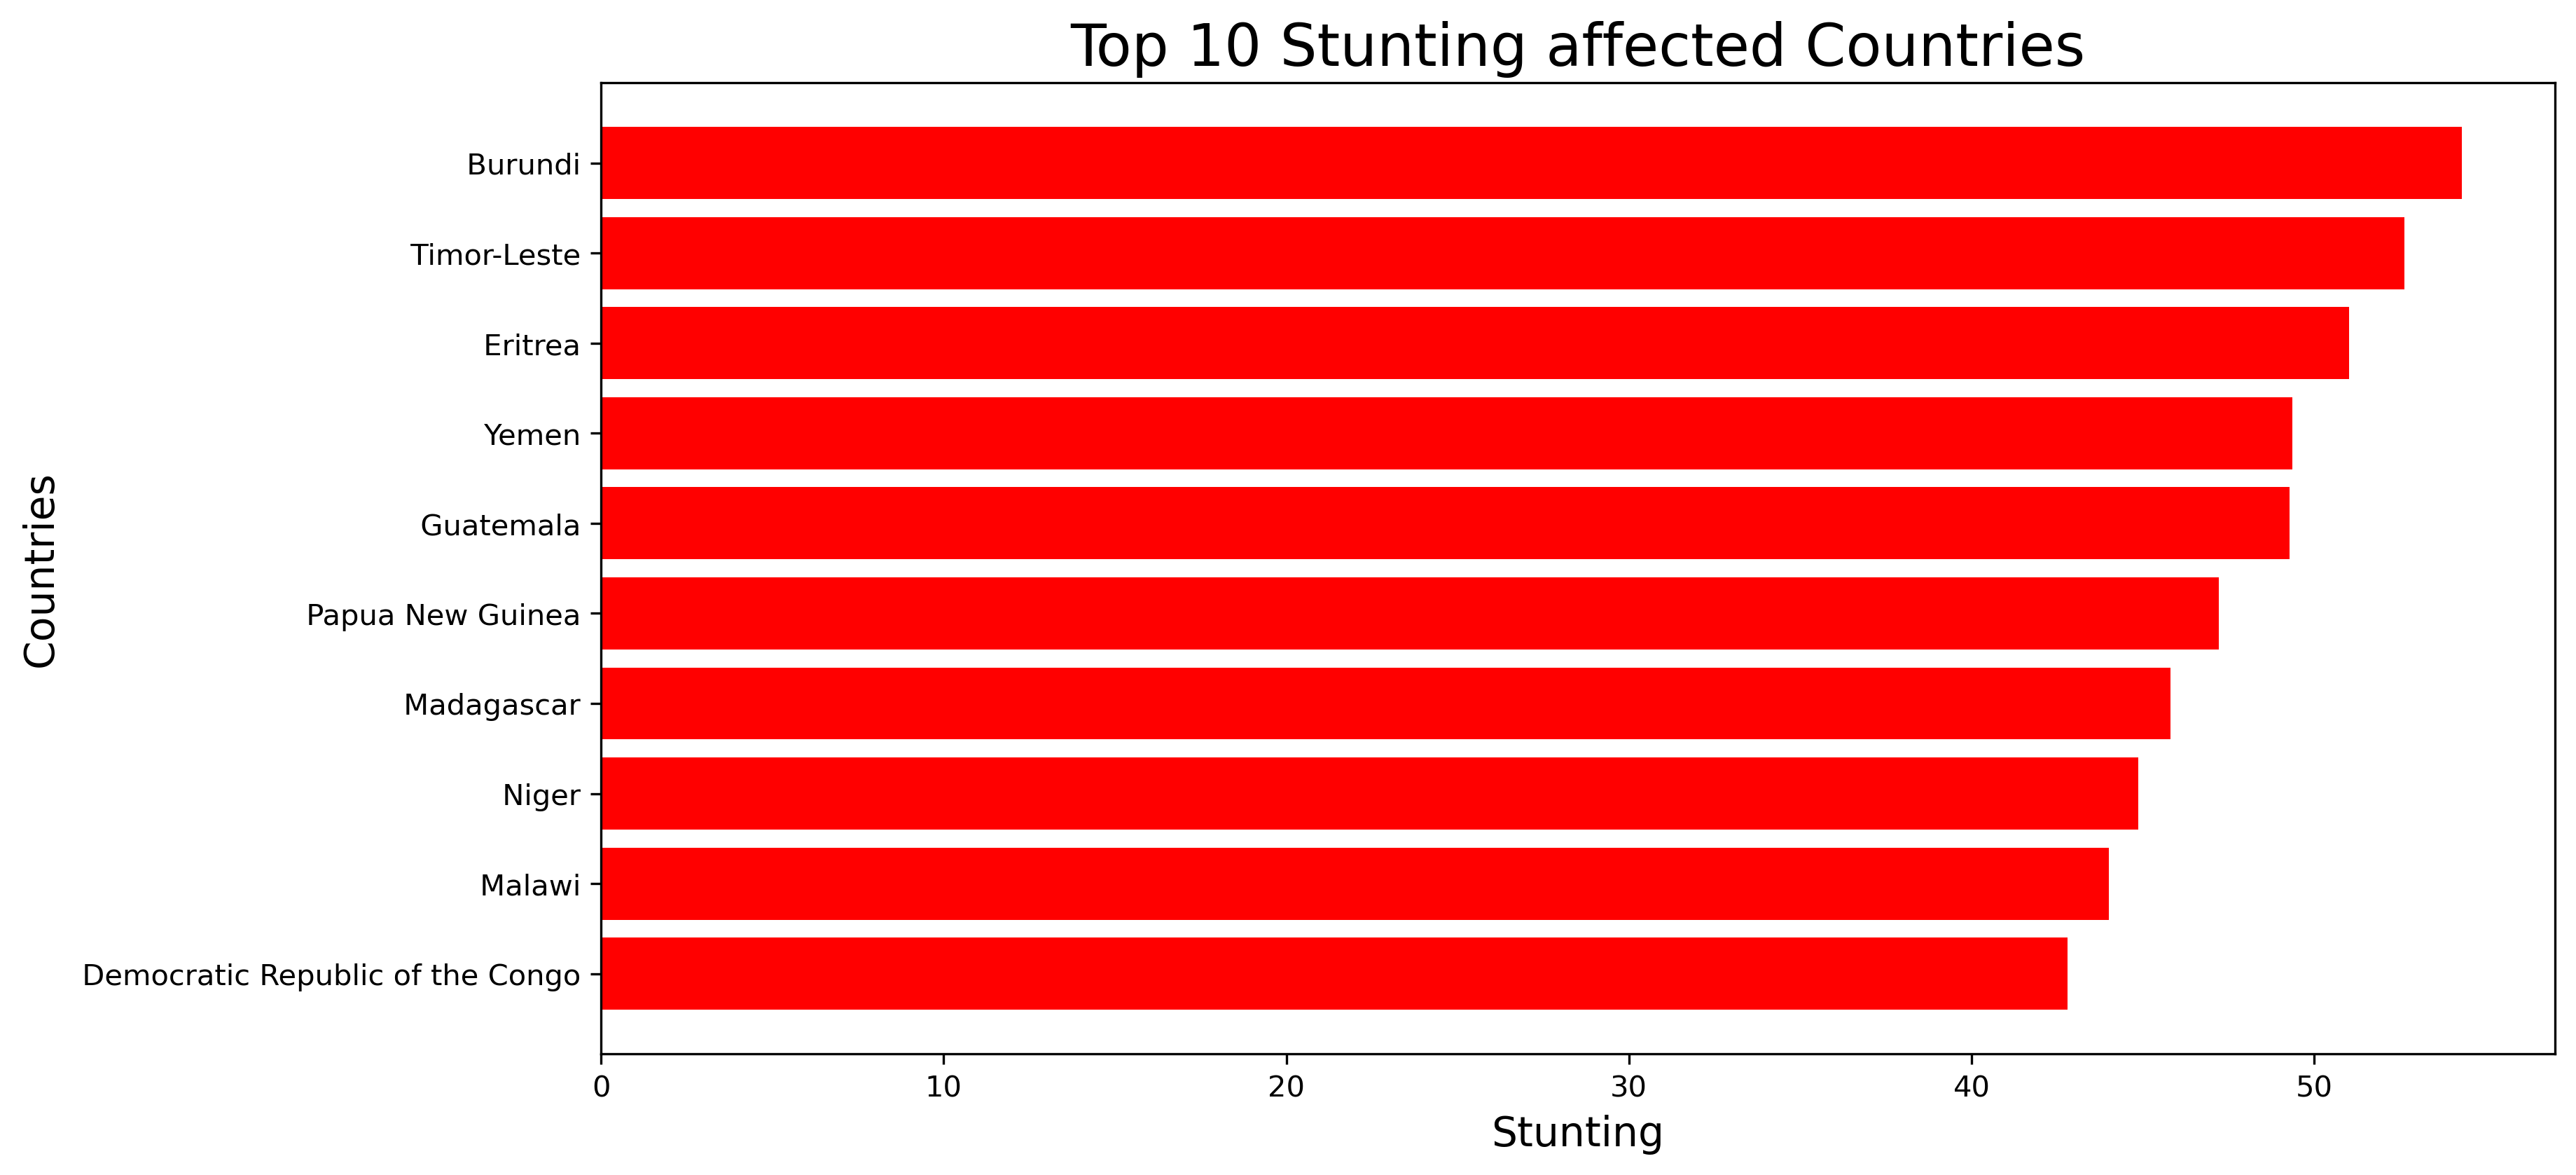 Top 10 Stunting affected Countries
Countries
Burundi
Timor-Leste
Eritrea
Yemen
Guatemala
Papua New Guinea
Madagascar
Niger
Malawi
Democratic Republic of the Congo
0 10 20 30 40 50
Stunting